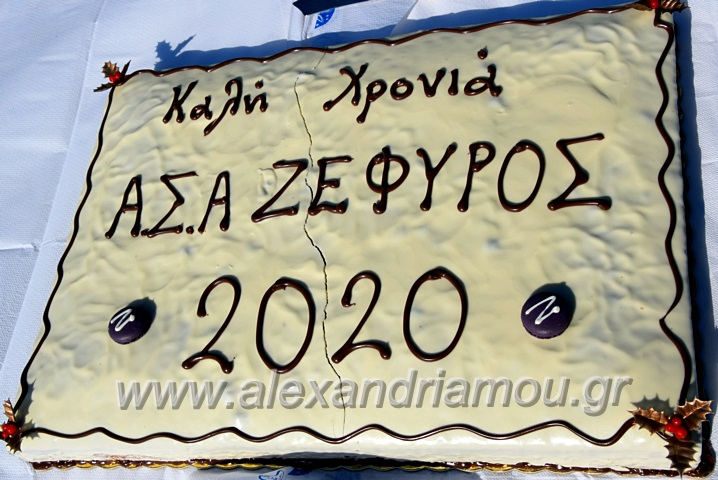 Καλή Χρονιά
Α.Σ.Α ΖΕΦΥΡΟΣ
2020
www.alexandriamou.gr